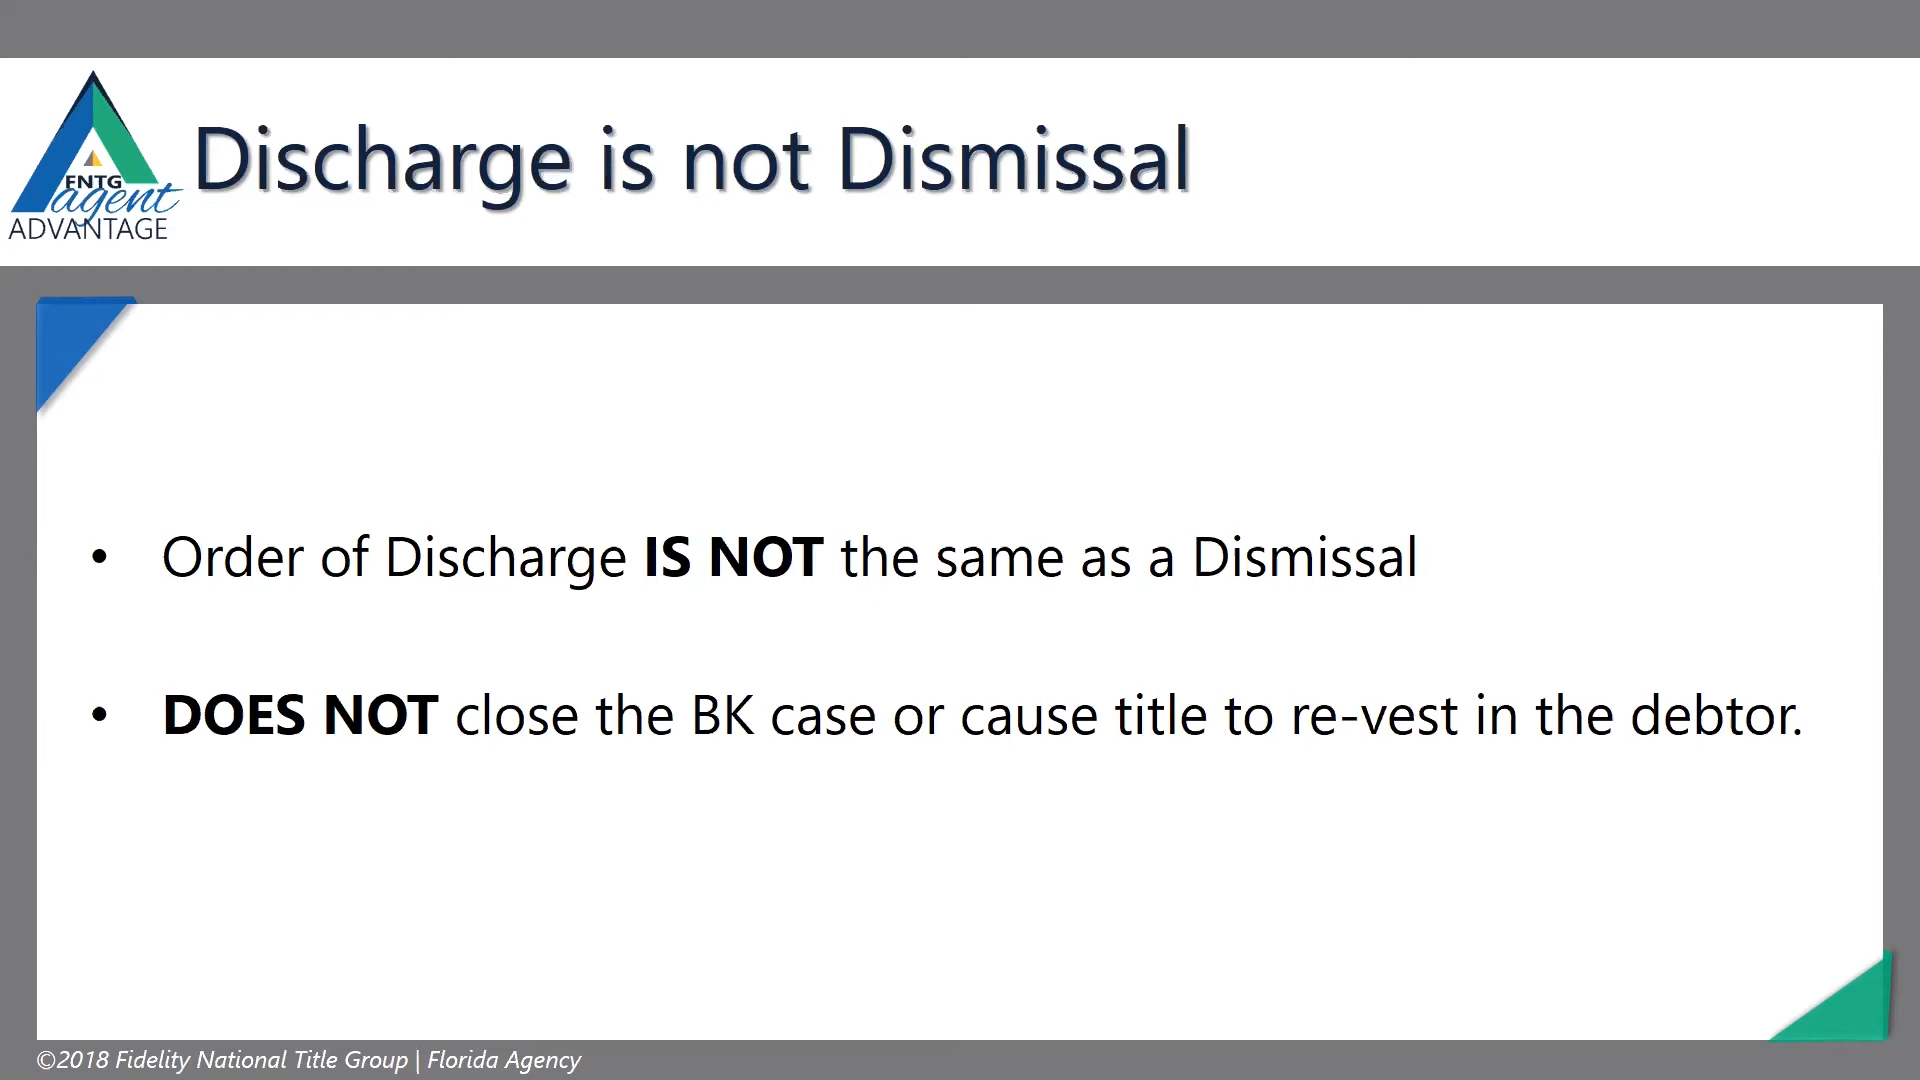 FNTG
agent
ADVANTAGE
Discharge is not Dismissal
• Order of Discharge IS NOT the same as a Dismissal
• DOES NOT close the BK case or cause title to re-vest in the debtor.
©2018 Fidelity National Title Group | Florida Agency